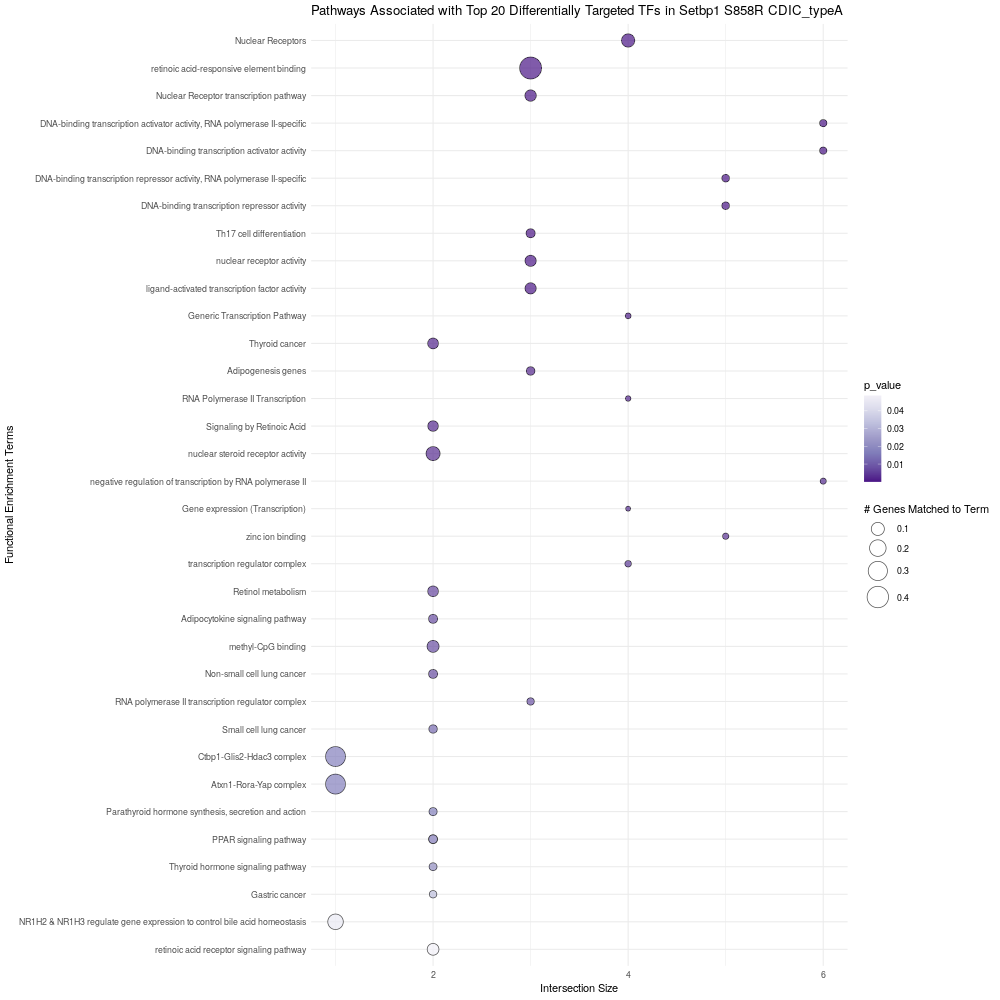 Pathways Associated with Top 20 Differentially Targeted TFs in Setbp1 S858R CDIC_typeA
Functional Enrichment Terms
Nuclear Receptors
retinoic acid-responsive element binding
Nuclear Receptor transcription pathway
DNA-binding transcription activator activity, RNA polymerase II-specific
DNA-binding transcription activator activity
DNA-binding transcription repressor activity, RNA polymerase II-specific
DNA-binding transcription repressor activity
Th17 cell differentiation
nuclear receptor activity
ligand-activated transcription factor activity
Generic Transcription Pathway
Thyroid cancer
Adipogenesis genes
RNA Polymerase II Transcription
Signaling by Retinoic Acid
nuclear steroid receptor activity
negative regulation of transcription by RNA polymerase II
Gene expression (Transcription)
zinc ion binding
transcription regulator complex
Retinol metabolism
Adipocytokine signaling pathway
methyl-CpG binding
Non-small cell lung cancer
RNA polymerase II transcription regulator complex
Small cell lung cancer
Ctbp1-Glis2-Hdac3 complex
Atxn1-Rora-Yap complex
Parathyroid hormone synthesis, secretion and action
PPAR signaling pathway
Thyroid hormone signaling pathway
Gastric cancer
NR1H2 & NR1H3 regulate gene expression to control bile acid homeostasis
retinoic acid receptor signaling pathway
2
4
6
Intersection Size
p_value
0.04
0.03
0.02
0.01
# Genes Matched to Term
0.1
0.2
0.3
0.4